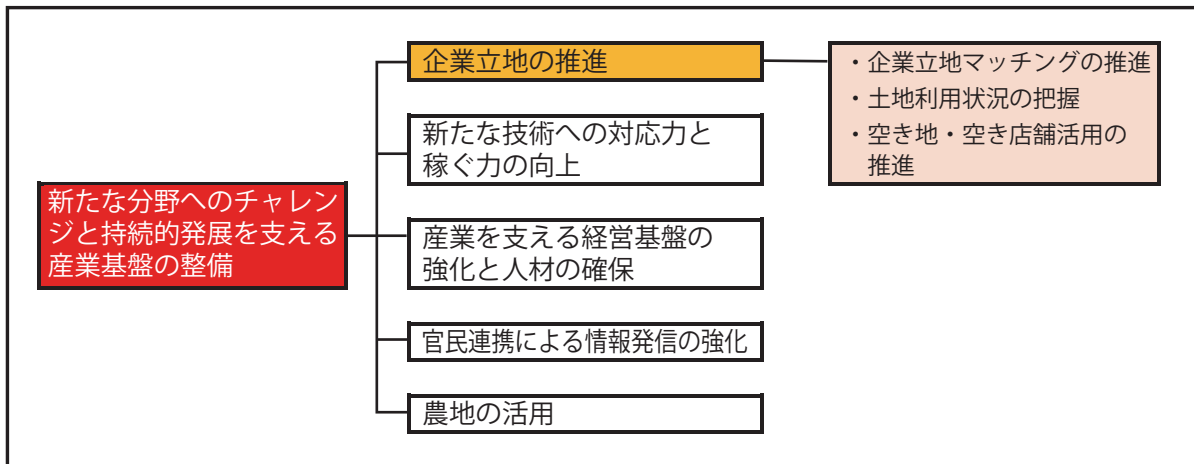 新たな分野へのチャレン
ジと持続的発展を支える
産業基盤の整備
企業立地の推進
新たな技術への対応力と
稼ぐ力の向上
産業を支える経営基盤の
強化と人材の確保
官民連携による情報発信の強化
農地の活用
・企業立地マッチングの推進
・土地利用状況の把握
・空き地・空き店舗活用の
推進